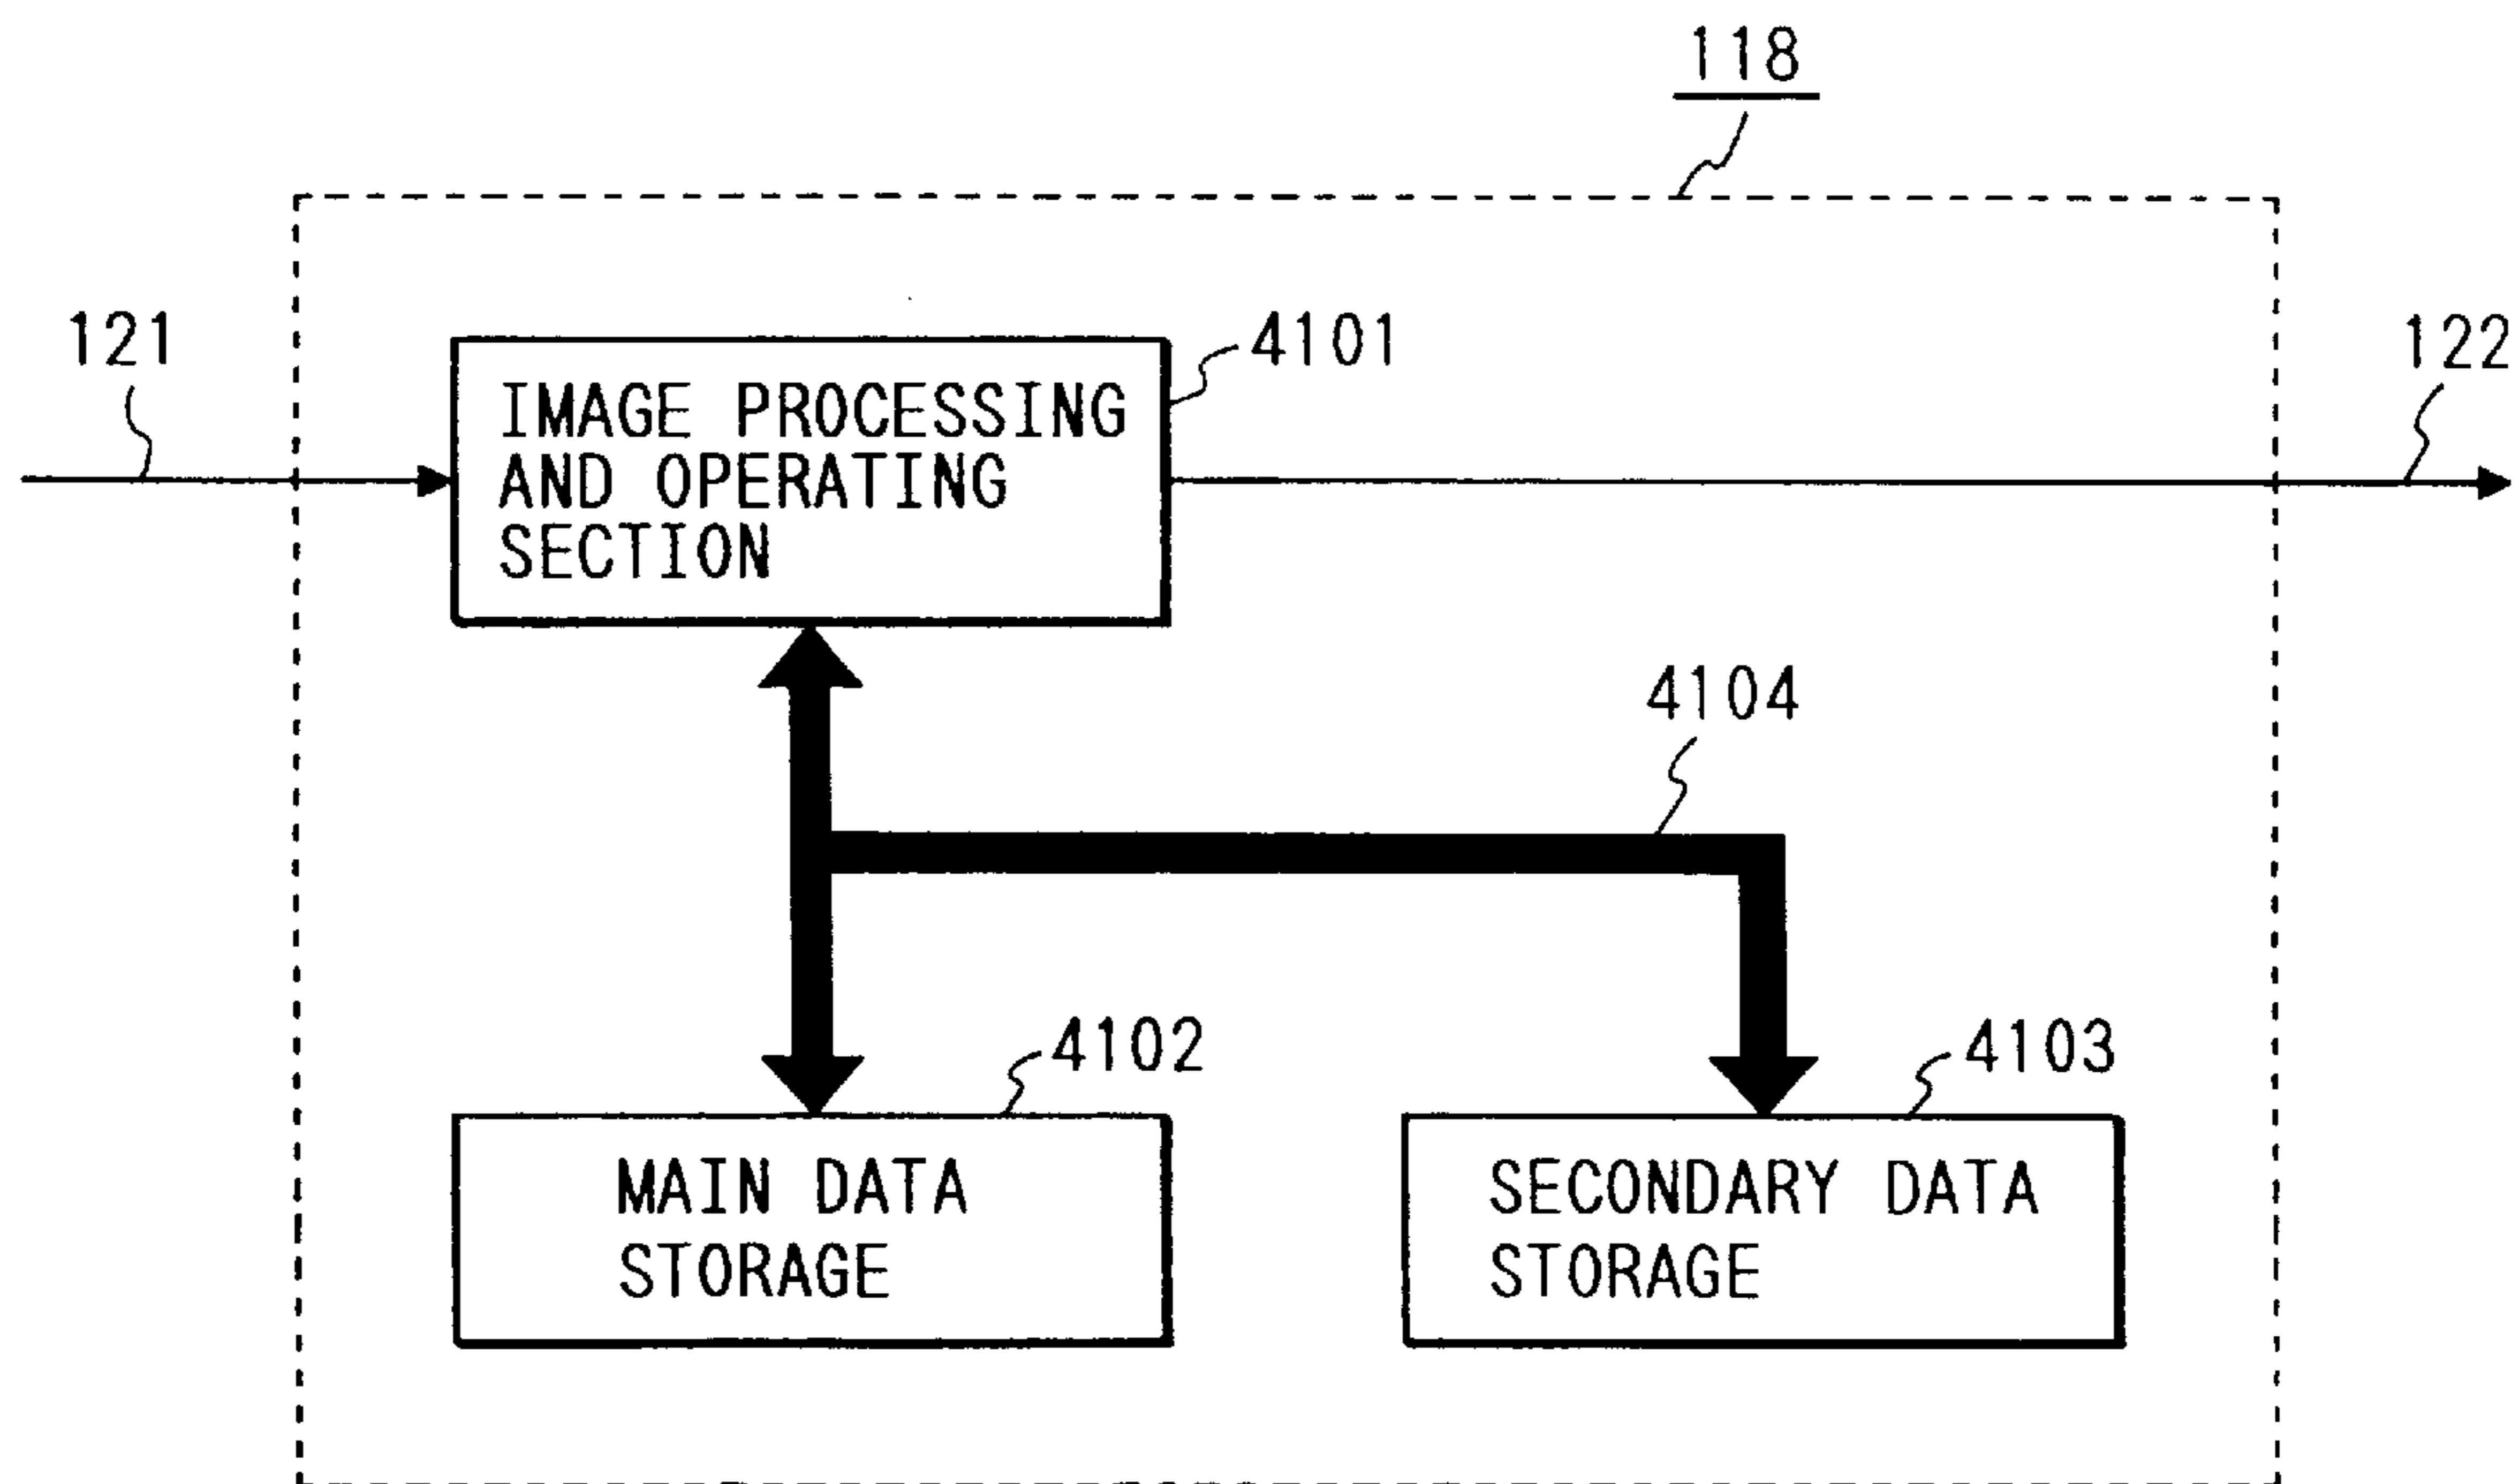 118
121
4101
122
IMAGE PROCESSING
AND OPERATING
SECTION
4104
4102
4103
MAIN DATA
STORAGE
SECONDARY DATA
STORAGE